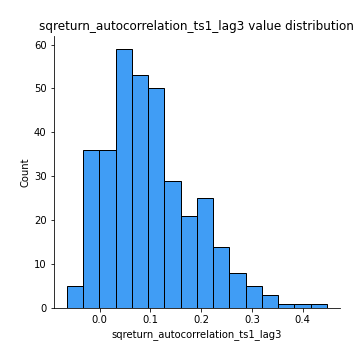 sqreturn_autocorrelation_ts1_lag3 value distribution
60
50
40
30
20
10
0
Count
0.0 0.1 0.2 0.3 0.4
sqreturn_autocorrelation_ts1_lag3